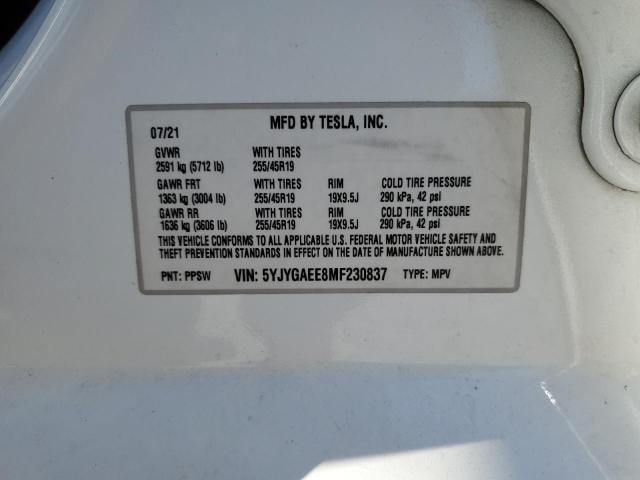 07/21 MFD BY TESLA, INC.
GVWR WITH TIRES
2591 kg (5712 lb) 255/45R19
GAWR FRT WITH TIRES RIM COLD TIRE PRESSURE
1363 kg (3004 lb) 255/45R19 19X9.5J 290 kPa, 42 psi
GAWR RR WITH TIRES RIM COLD TIRE PRESSURE
1636 kg (3606 lb) 255/45R19 19X9.5J 290 kPa, 42 psi
THIS VEHICLE CONFORMS TO ALL APPLICABLE U.S. FEDERAL MOTOR VEHICLE SAFETY AND
THEFT PREVENTION STANDARDS IN EFFECT ON THE DATE OF MANUFACTURE SHOWN ABOVE.
PNT: PPSW VIN: 5YJYGAEE8MF230837 TYPE: MPV